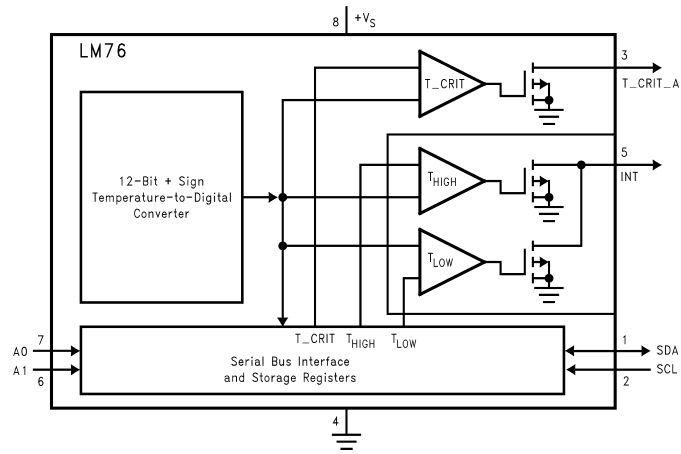 8 +VS
LM76
3
T_CRIT
T_CRIT_A
12-Bit + Sign
Temperature-to-Digital
Converter
5
THIGH
INT
TLOW
T_CRIT THIGH TLOW
7
A0
A1
6
Serial Bus Interface
and Storage Registers
1
SDA
SCL
2
4